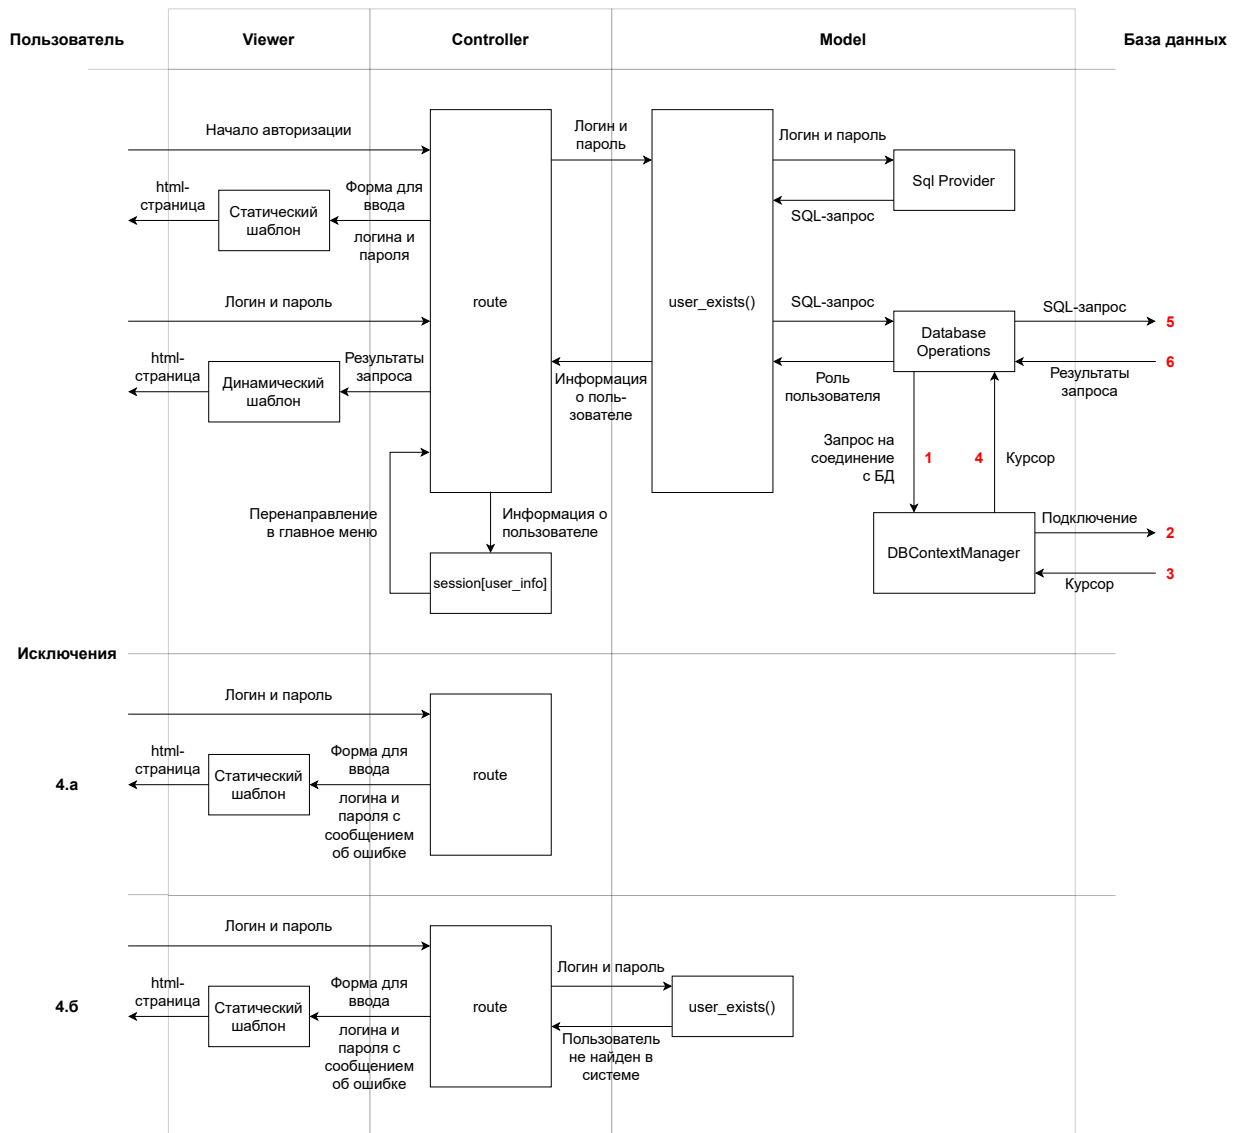 Пользователь
Viewer
Controller
Model
База данных
Начало авторизации
Логин и
пароль
Логин и пароль
Sql Provider
SQL-запрос
html-
страница
Статический
шаблон
Форма для
ввода
логина и
пароля
route
user_exists()
Логин и пароль
SQL-запрос
Database
Operations
SQL-запрос
5
html-
страница
Динамический
шаблон
Результаты
запроса
Информация
о поль-
зователе
Роль
пользователя
6
Результаты
запроса
Запрос на
соединение
с БД
1
4
Курсор
Перенаправление
в главное меню
Информация о
пользователе
session[user_info]
DBContextManager
Подключение
2
3
Курсор
Исключения
Логин и пароль
4.а
html-
страница
Статический
шаблон
Форма для
ввода
логина и
пароля с
сообщением
об ошибке
route
Логин и пароль
4.б
html-
страница
Статический
шаблон
Форма для
ввода
логина и
пароля с
сообщением
об ошибке
route
Логин и пароль
user_exists()
Пользователь
не найден в
системе